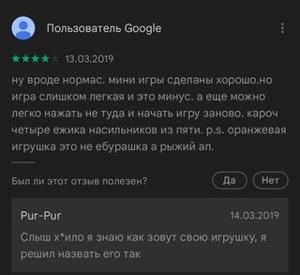 Пользователь Google
13.03.2019
ну вроде нормас. мини игры сделаны хорошо.но
игра слишком легкая и это минус. а еще можно
легко нажать не туда и начать игру заново. кароч
четыре ежика насильников из пяти. p.s. оранжевая
игрушка это не ебурашка а рыжий ап.
Был ли этот отзыв полезен?
Да
Нет
Pur-Pur
14.03.2019
Слыш х*ило я знаю как зовут свою игрушку, я
решил назвать его так